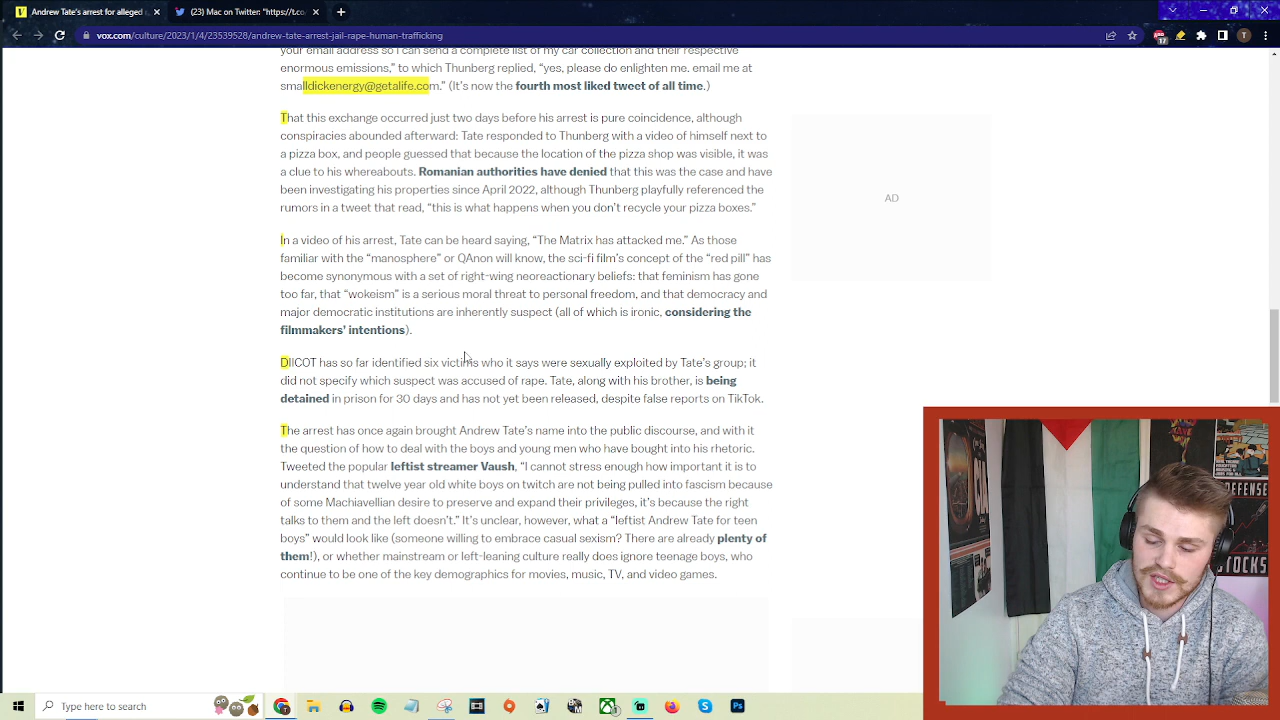 Andrew Tate's arrest for alleged
(23) Mac on Twitter: "https://t.co
vox.com/culture/2023/1/4/23539528/andrew-tate-arrest-jail-rape-human-trafficking
17
T
your email address so I can send a complete list of my car collection and their respective
enormous emissions," to which Thunberg replied, "yes, please do enlighten me. email me at
smalldickenergy@getalife.com." (It's now the fourth most liked tweet of all time.)
That this exchange occurred just two days before his arrest is pure coincidence, although
conspiracies abounded afterward: Tate responded to Thunberg with a video of himself next to
a pizza box, and people guessed that because the location of the pizza shop was visible, it was
a clue to his whereabouts. Romanian authorities have denied that this was the case and have
been investigating his properties since April 2022, although Thunberg playfully referenced the
rumors in a tweet that read, "this is what happens when you don't recycle your pizza boxes."
AD
In a video of his arrest, Tate can be heard saying, "The Matrix has attacked me." As those
familiar with the "manosphere" or QAnon will know, the sci-fi film's concept of the "red pill" has
become synonymous with a set of right-wing neoreactionary beliefs: that feminism has gone
too far, that "wokeism" is a serious moral threat to personal freedom, and that democracy and
major democratic institutions are inherently suspect (all of which is ironic, considering the
filmmakers' intentions).
DIICOT has so far identified six victims who it says were sexually exploited by Tate's group; it
did not specify which suspect was accused of rape. Tate, along with his brother, is being
detained in prison for 30 days and has not yet been released, despite false reports on TikTok.
The arrest has once again brought Andrew Tate's name into the public discourse, and with it
the question of how to deal with the boys and young men who have bought into his rhetoric.
Tweeted the popular leftist streamer Vaush, "I cannot stress enough how important it is to
understand that twelve year old white boys on twitch are not being pulled into fascism because
of some Machiavellian desire to preserve and expand their privileges, it's because the right
talks to them and the left doesn't." It's unclear, however, what a "leftist Andrew Tate for teen
boys" would look like (someone willing to embrace casual sexism? There are already plenty of
them!), or whether mainstream or left-leaning culture really does ignore teenage boys, who
continue to be one of the key demographics for movies, music, TV, and video games.
DEFENSE
STOCKS
Type here to search
Ps